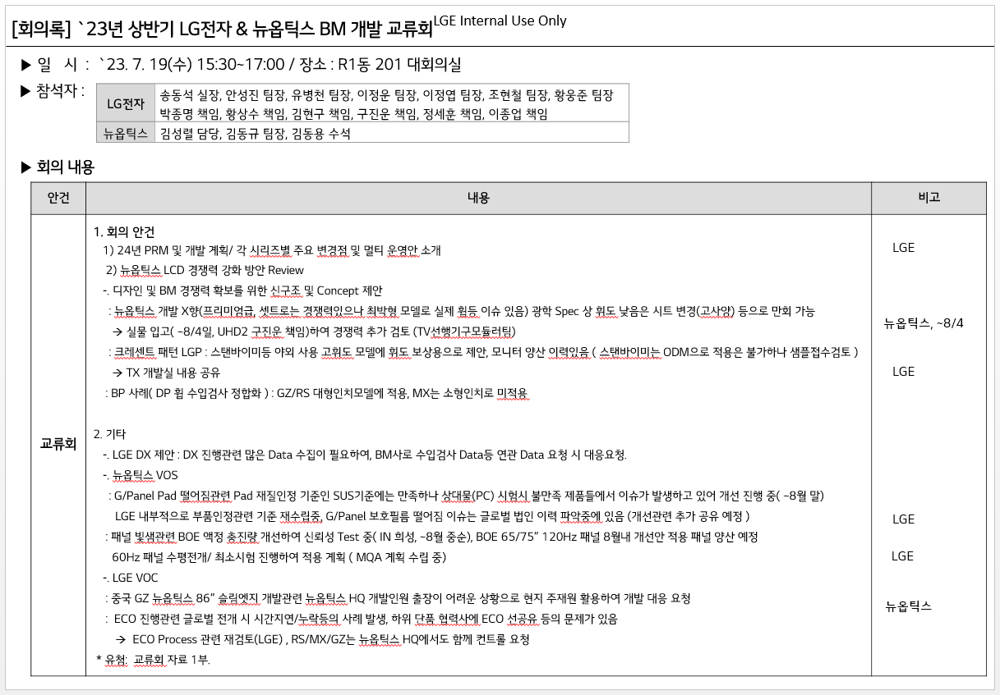 [회의록] `23년 상반기 LG전자 & 뉴옵틱스 BM 개발 교류회 LGE Internal Use Only
▶ 일 시 : `23. 7. 19(수) 15:30~17:00 / 장소 : R1동 201 대회의실
▶ 참석자 :
LG전자
송동석 실장, 안성진 팀장, 유병천 팀장, 이정운 팀장, 이정엽 팀장, 조현철 팀장, 황웅준 팀장
박종명 책임, 황상수 책임, 김현구 책임, 구진운 책임, 정세훈 책임, 이종업 책임
뉴옵틱스 김성렬 담당, 김동규 팀장, 김동용 수석
▶ 회의 내용
안건 내용 비고
교류회
1. 회의 안건
1) 24년 PRM 및 개발 계획/ 각 시리즈별 주요 변경점 및 멀티 운영안 소개 LGE
2) 뉴옵틱스 LCD 경쟁력 강화 방안 Review
-. 디자인 및 BM 경쟁력 확보를 위한 신구조 및 Concept 제안
: 뉴옵틱스 개발 X향(프리미엄급, 셋트로는 경쟁력있으나 최박형 모델로 실제 휨등 이슈 있음) 광학 Spec 상 휘도 낮음은 시트 변경(고사양) 등으로 만회 가능
→ 실물 입고( ~8/4일, UHD2 구진운 책임)하여 경쟁력 추가 검토 (TV선행기구모듈러팀) 뉴옵틱스, ~8/4
: 크레센트 패턴 LGP : 스탠바이미등 야외 사용 고휘도 모델에 휘도 보상용으로 제안, 모니터 양산 이력있음 ( 스탠바이미는 ODM으로 적용은 불가하나 샘플접수검토 )
→ TX 개발실 내용 공유 LGE
: BP 사례( DP 휨 수입검사 정합화 ) : GZ/RS 대형인치모델에 적용, MX는 소형인치로 미적용
2. 기타
-. LGE DX 제안 : DX 진행관련 많은 Data 수집이 필요하여, BM사로 수입검사 Data등 연관 Data 요청 시 대응요청.
-. 뉴옵틱스 VOS
: G/Panel Pad 떨어짐관련 Pad 재질인정 기준인 SUS기준에는 만족하나 상대물(PC) 시험시 불만족 제품들에서 이슈가 발생하고 있어 개선 진행 중( ~8월 말)
LGE 내부적으로 부품인정관련 기준 재수립중, G/Panel 보호필름 떨어짐 이슈는 글로벌 법인 이력 파악중에 있음 (개선관련 추가 공유 예정 ) LGE
: 패널 빛샘관련 BOE 액정 총진량 개선하여 신뢰성 Test 중( IN 희성, ~8월 중순), BOE 65/75” 120Hz 패널 8월내 개선안 적용 패널 양산 예정
60Hz 패널 수평전개/ 최소시험 진행하여 적용 계획 ( MQA 계획 수립 중) LGE
-. LGE VOC
: 중국 GZ 뉴옵틱스 86” 슬림엣지 개발관련 뉴옵틱스 HQ 개발인원 출장이 어려운 상황으로 현지 주재원 활용하여 개발 대응 요청 뉴옵틱스
: ECO 진행관련 글로벌 전개 시 시간지연/누락등의 사례 발생, 하위 단품 협력사에 ECO 선공유 등의 문제가 있음
→ ECO Process 관련 재검토(LGE) , RS/MX/GZ는 뉴옵틱스 HQ에서도 함께 컨트롤 요청
* 유첨: 교류회 자료 1부.